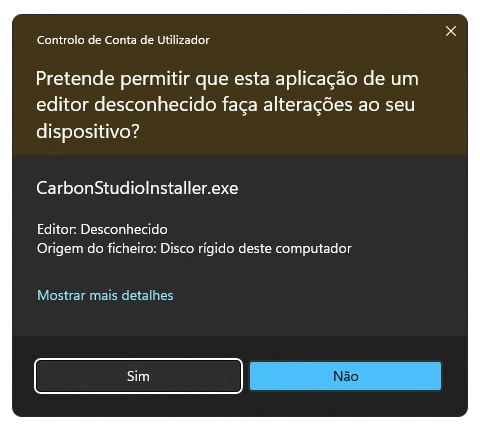 Controlo de Conta de Utilizador
Pretende permitir que esta aplicação de um
editor desconhecido faça alterações ao seu
dispositivo?
CarbonStudioInstaller.exe
Editor: Desconhecido
Origem do ficheiro: Disco rígido deste computador
Mostrar mais detalhes
Sim
Não